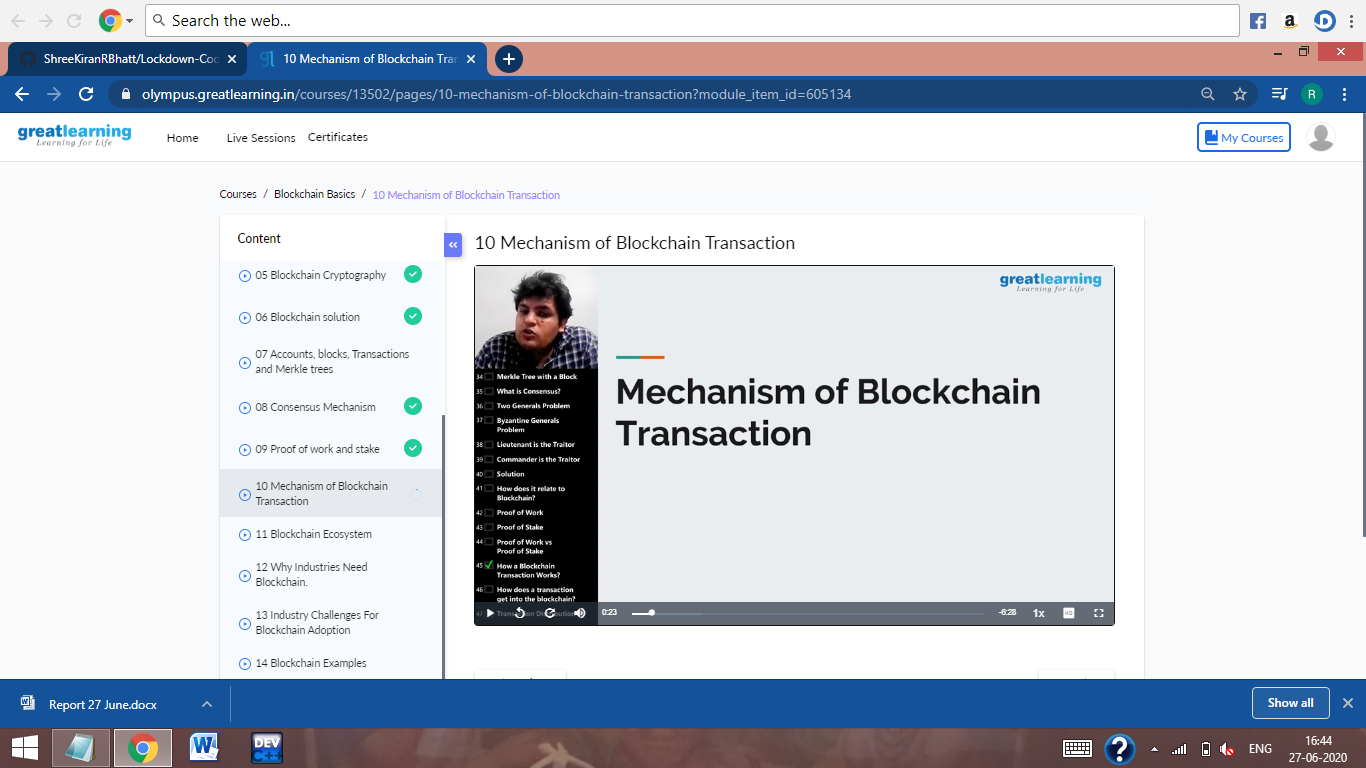 Search the web...
ShreeKiranRBhatt/Lockdown-Cod
10 Mechanism of Blockchain Tran
olympus.greatlearning.in/courses/13502/pages/10-mechanism-of-blockchain-transaction?module_item_id=605134
R
greatlearning
Learning for Life
Home
Live Sessions
Certificates
My Courses
Courses / Blockchain Basics / 10 Mechanism of Blockchain Transaction
Content
05 Blockchain Cryptography
06 Blockchain solution
07 Accounts, blocks, Transactions
and Merkle trees
08 Consensus Mechanism
09 Proof of work and stake
10 Mechanism of Blockchain
Transaction
11 Blockchain Ecosystem
12 Why Industries Need
Blockchain.
13 Industry Challenges For
Blockchain Adoption
14 Blockchain Examples
10 Mechanism of Blockchain Transaction
greatlearning
Learning for Life
Mechanism of Blockchain
Transaction
34 Merkle Tree with a Block
35 What is Consensus?
36 Two Generals Problem
37 Byzantine Generals
Problem
38 Lieutenant is the Traitor
39 Commander is the Traitor
40 Solution
41 How does it relate to
Blockchain?
42 Proof of Work
43 Proof of Stake
44 Proof of Work vs
Proof of Stake
45 How a Blockchain
Transaction Works?
46 How does a transaction
get into the blockchain?
47 Transaction Distribution
0:23
-6:28
1x
HD
Report 27 June.docx
Show all
DEV
C++
ENG
16:44
27-06-2020